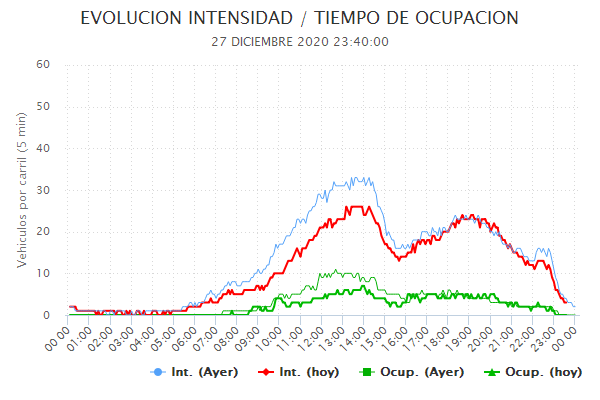 EVOLUCION INTENSIDAD / TIEMPO DE OCUPACION
27 DICIEMBRE 2020 23:40:00
Vehiculos por carril (5 min)
60
50
40
30
20
10
0
00:00 01:00 02:00 03:00 04:00 05:00 06:00 07:00 08:00 09:00 10:00 11:00 12:00 13:00 14:00 15:00 16:00 17:00 18:00 19:00 20:00 21:00 22:00 23:00 00:00
Int. (Ayer) Int. (hoy) Ocup. (Ayer) Ocup. (hoy)